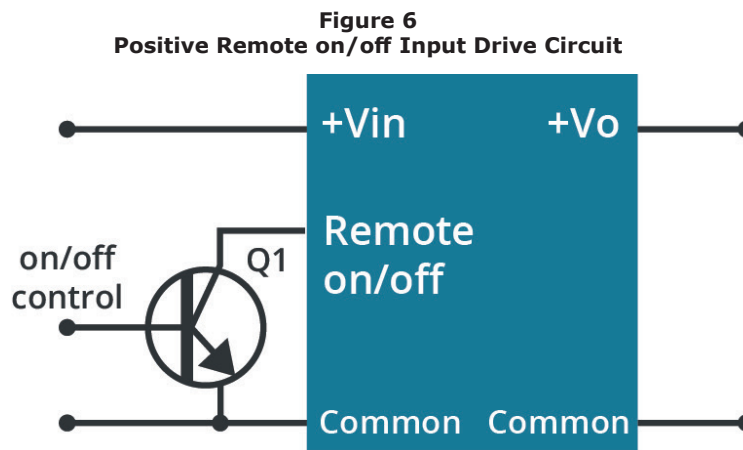 Figure 6
Positive Remote on/off Input Drive Circuit
+Vin
+Vo
Remote
on/off
Q1
on/off
control
Common
Common